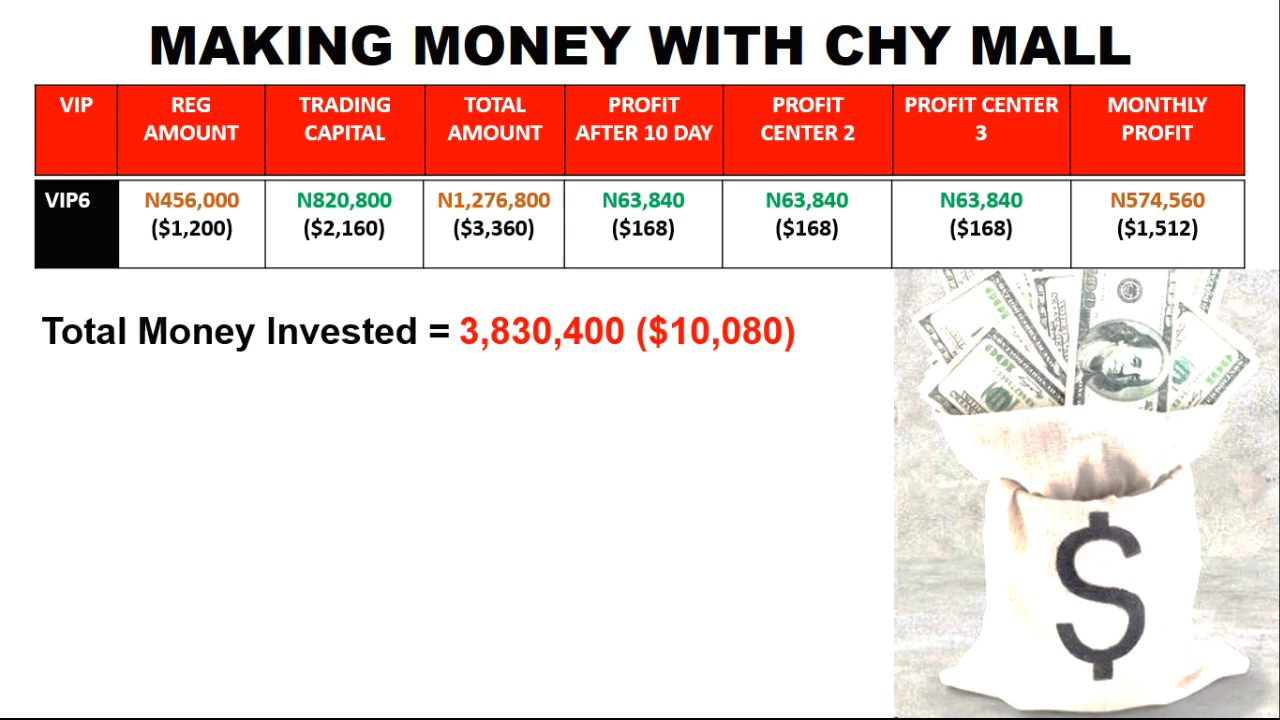 MAKING MONEY WITH CHY MALL
VIP
REG
AMOUNT
TRADING
CAPITAL
TOTAL
AMOUNT
PROFIT
AFTER 10 DAY
PROFIT
CENTER 2
PROFIT CENTER
3
MONTHLY
PROFIT
VIP6
N456,000
($1,200)
N820,800
($2,160)
N1,276,800
($3,360)
N63,840
($168)
N63,840
($168)
N63,840
($168)
N574,560
($1,512)
Total Money Invested = 3,830,400 ($10,080)
$